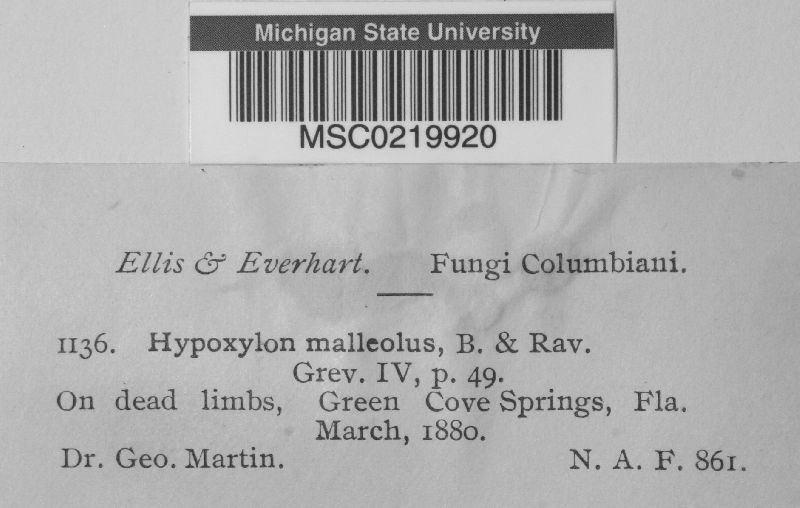 Michigan State University
MSC0219920
Ellis & Everhart. Fungi Columbiani.
1136. Hypoxylon malleolus, B. & Rav.
Grev. IV, p. 49.
On dead limbs, Green Cove Springs, Fla.
March, 1880.
Dr. Geo. Martin. N. A. F. 861.